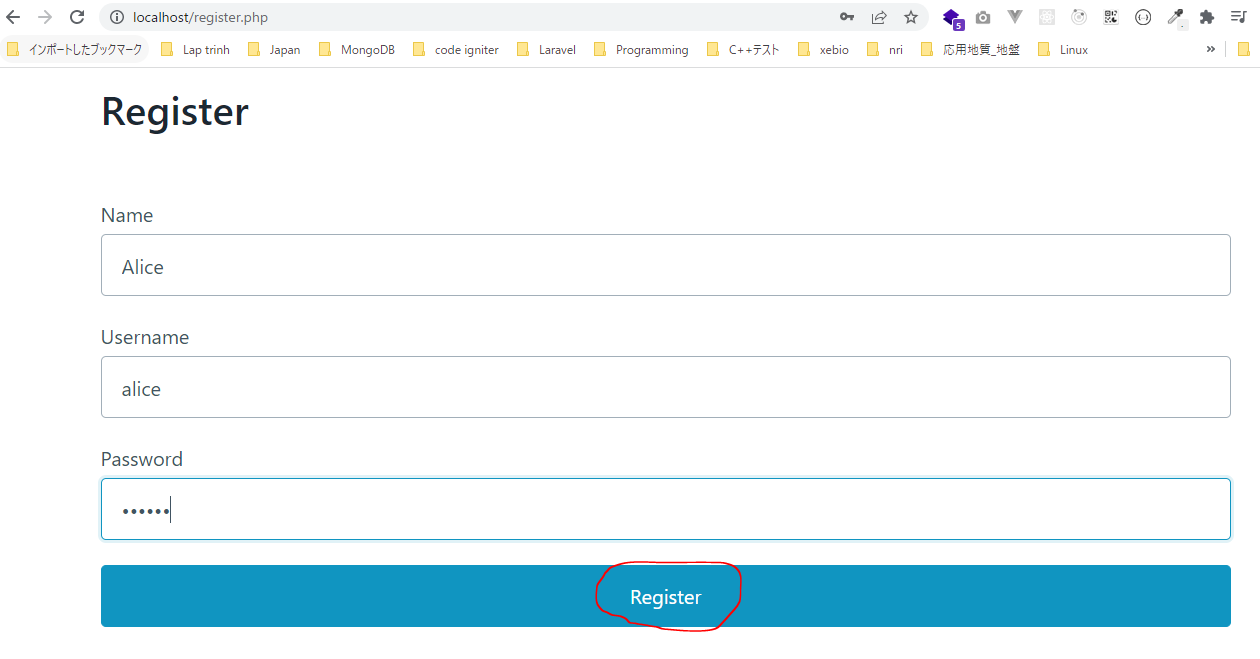 localhost/register.php
5
インポートしたブックマーク Lap trinh Japan MongoDB code igniter Laravel Programming C++テスト xebio nri 応用地質_地盤 Linux »
Register
Name
Alice
Username
alice
Password
••••••
Register